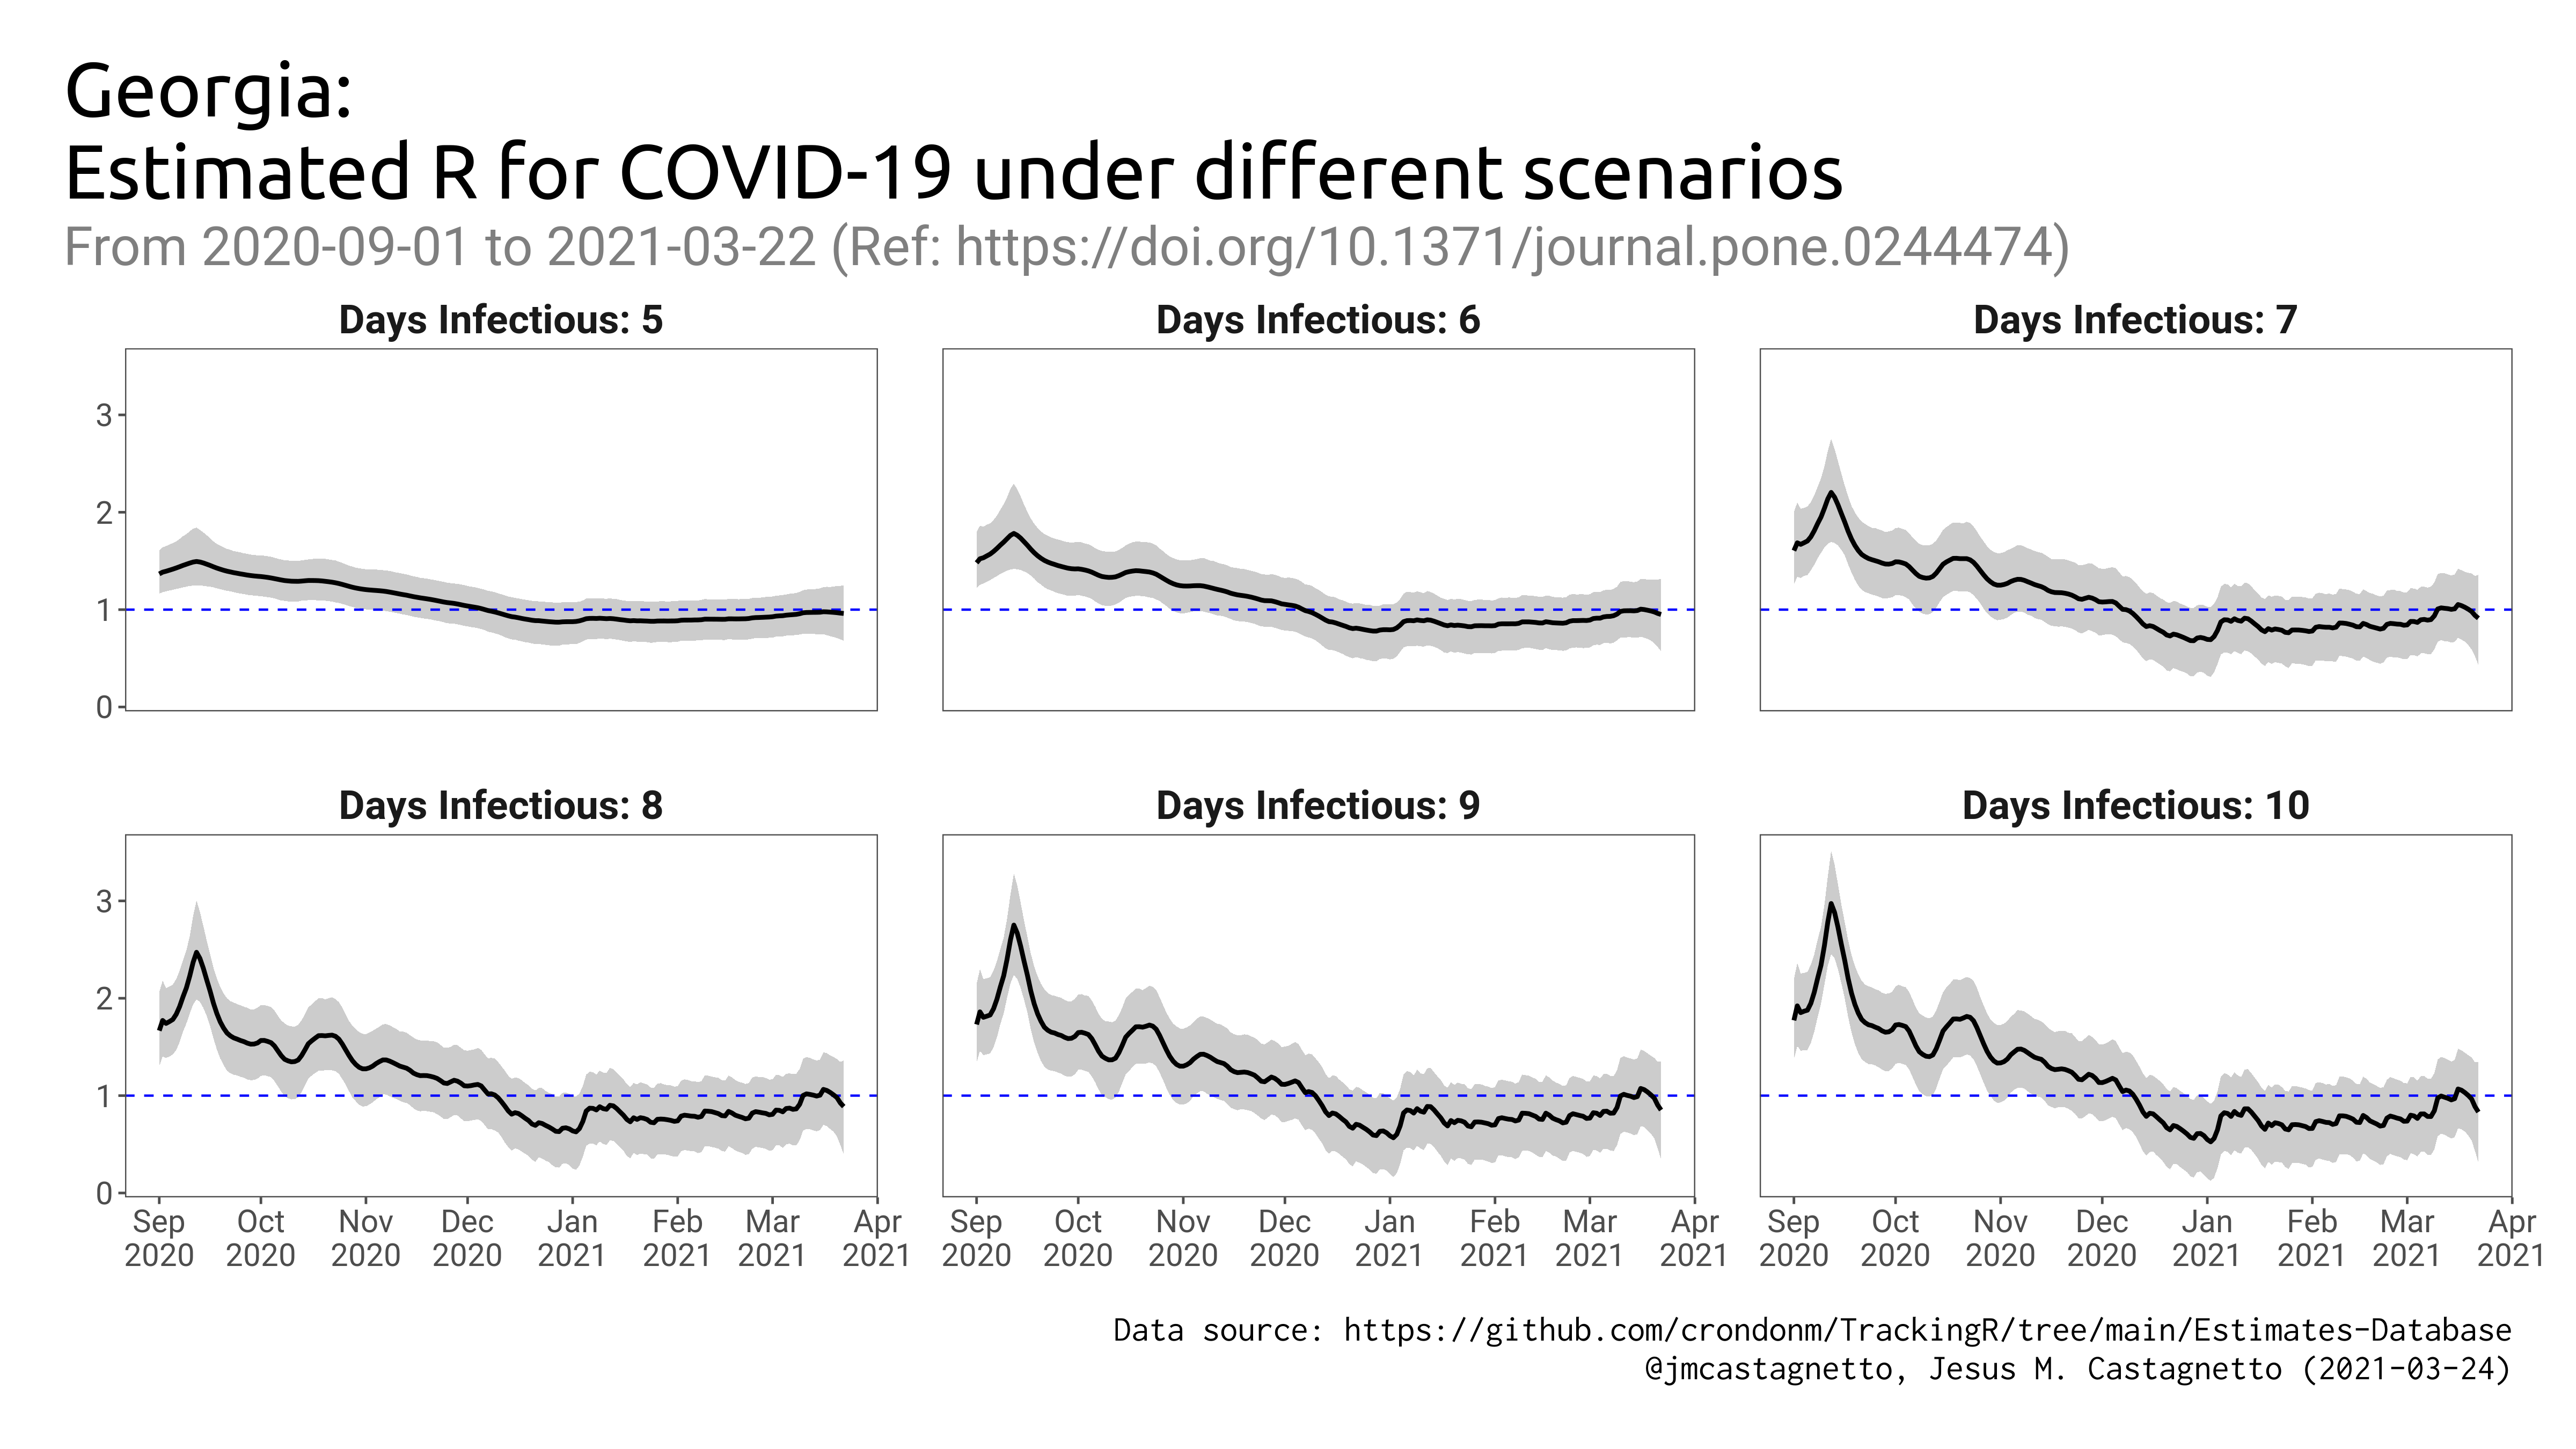 Georgia:
Estimated R for COVID-19 under different scenarios
From 2020-09-01 to 2021-03-22 (Ref: https://doi.org/10.1371/journal.pone.0244474)
Days Infectious: 5
Days Infectious: 6
Days Infectious: 7
3
2
1
0
Days Infectious: 8
Days Infectious: 9
Days Infectious: 10
3
2
1
0
Sep Oct Nov Dec Jan Feb Mar Apr
2020 2020 2020 2020 2021 2021 2021 2021
Sep Oct Nov Dec Jan Feb Mar Apr
2020 2020 2020 2020 2021 2021 2021 2021
Sep Oct Nov Dec Jan Feb Mar Apr
2020 2020 2020 2020 2021 2021 2021 2021
Data source: https://github.com/crondonm/TrackingR/tree/main/Estimates-Database
@jmcastagnetto, Jesus M. Castagnetto (2021-03-24)